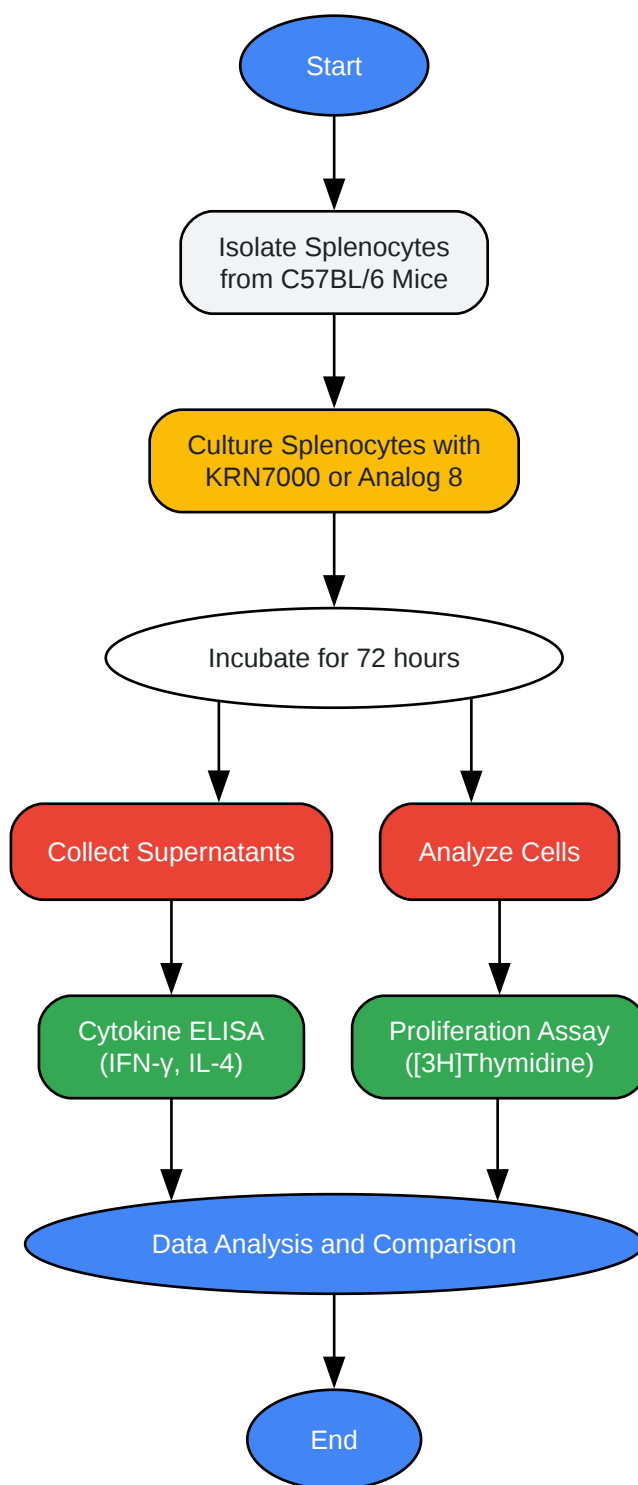 Start
Isolate Splenocytes
from C57BL/6 Mice
Culture Splenocytes with
KRN7000 or Analog 8
Incubate for 72 hours
Collect Supernatants
Analyze Cells
Cytokine ELISA
(IFN-γ, IL-4)
Proliferation Assay
([3H]Thymidine)
Data Analysis and Comparison
End